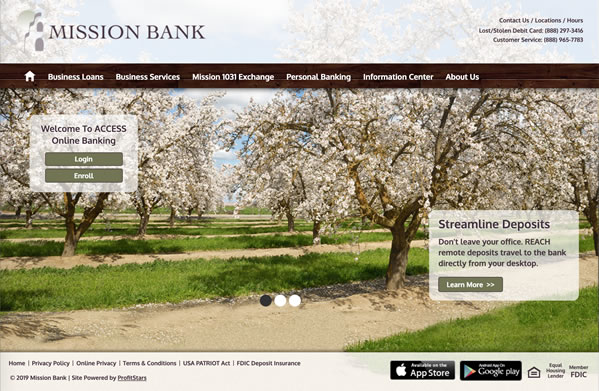 MISSION BANK
Contact Us / Locations / Hours
Lost/Stolen Debit Card: (888) 297-3416
Customer Service: (888) 965-7783
Business Loans Business Services Mission 1031 Exchange Personal Banking Information Center About Us
Welcome To ACCESS
Online Banking
Login
Enroll
Streamline Deposits
Don't leave your office. REACH
remote deposits travel to the bank
directly from your desktop.
Learn More >>
Home | Privacy Policy | Online Privacy | Terms & Conditions | USA PATRIOT Act | FDIC Deposit Insurance
© 2019 Mission Bank | Site Powered by ProfitStars
Available on the
App Store
Android App On
Google play
Equal
Housing
Lender
Member
FDIC